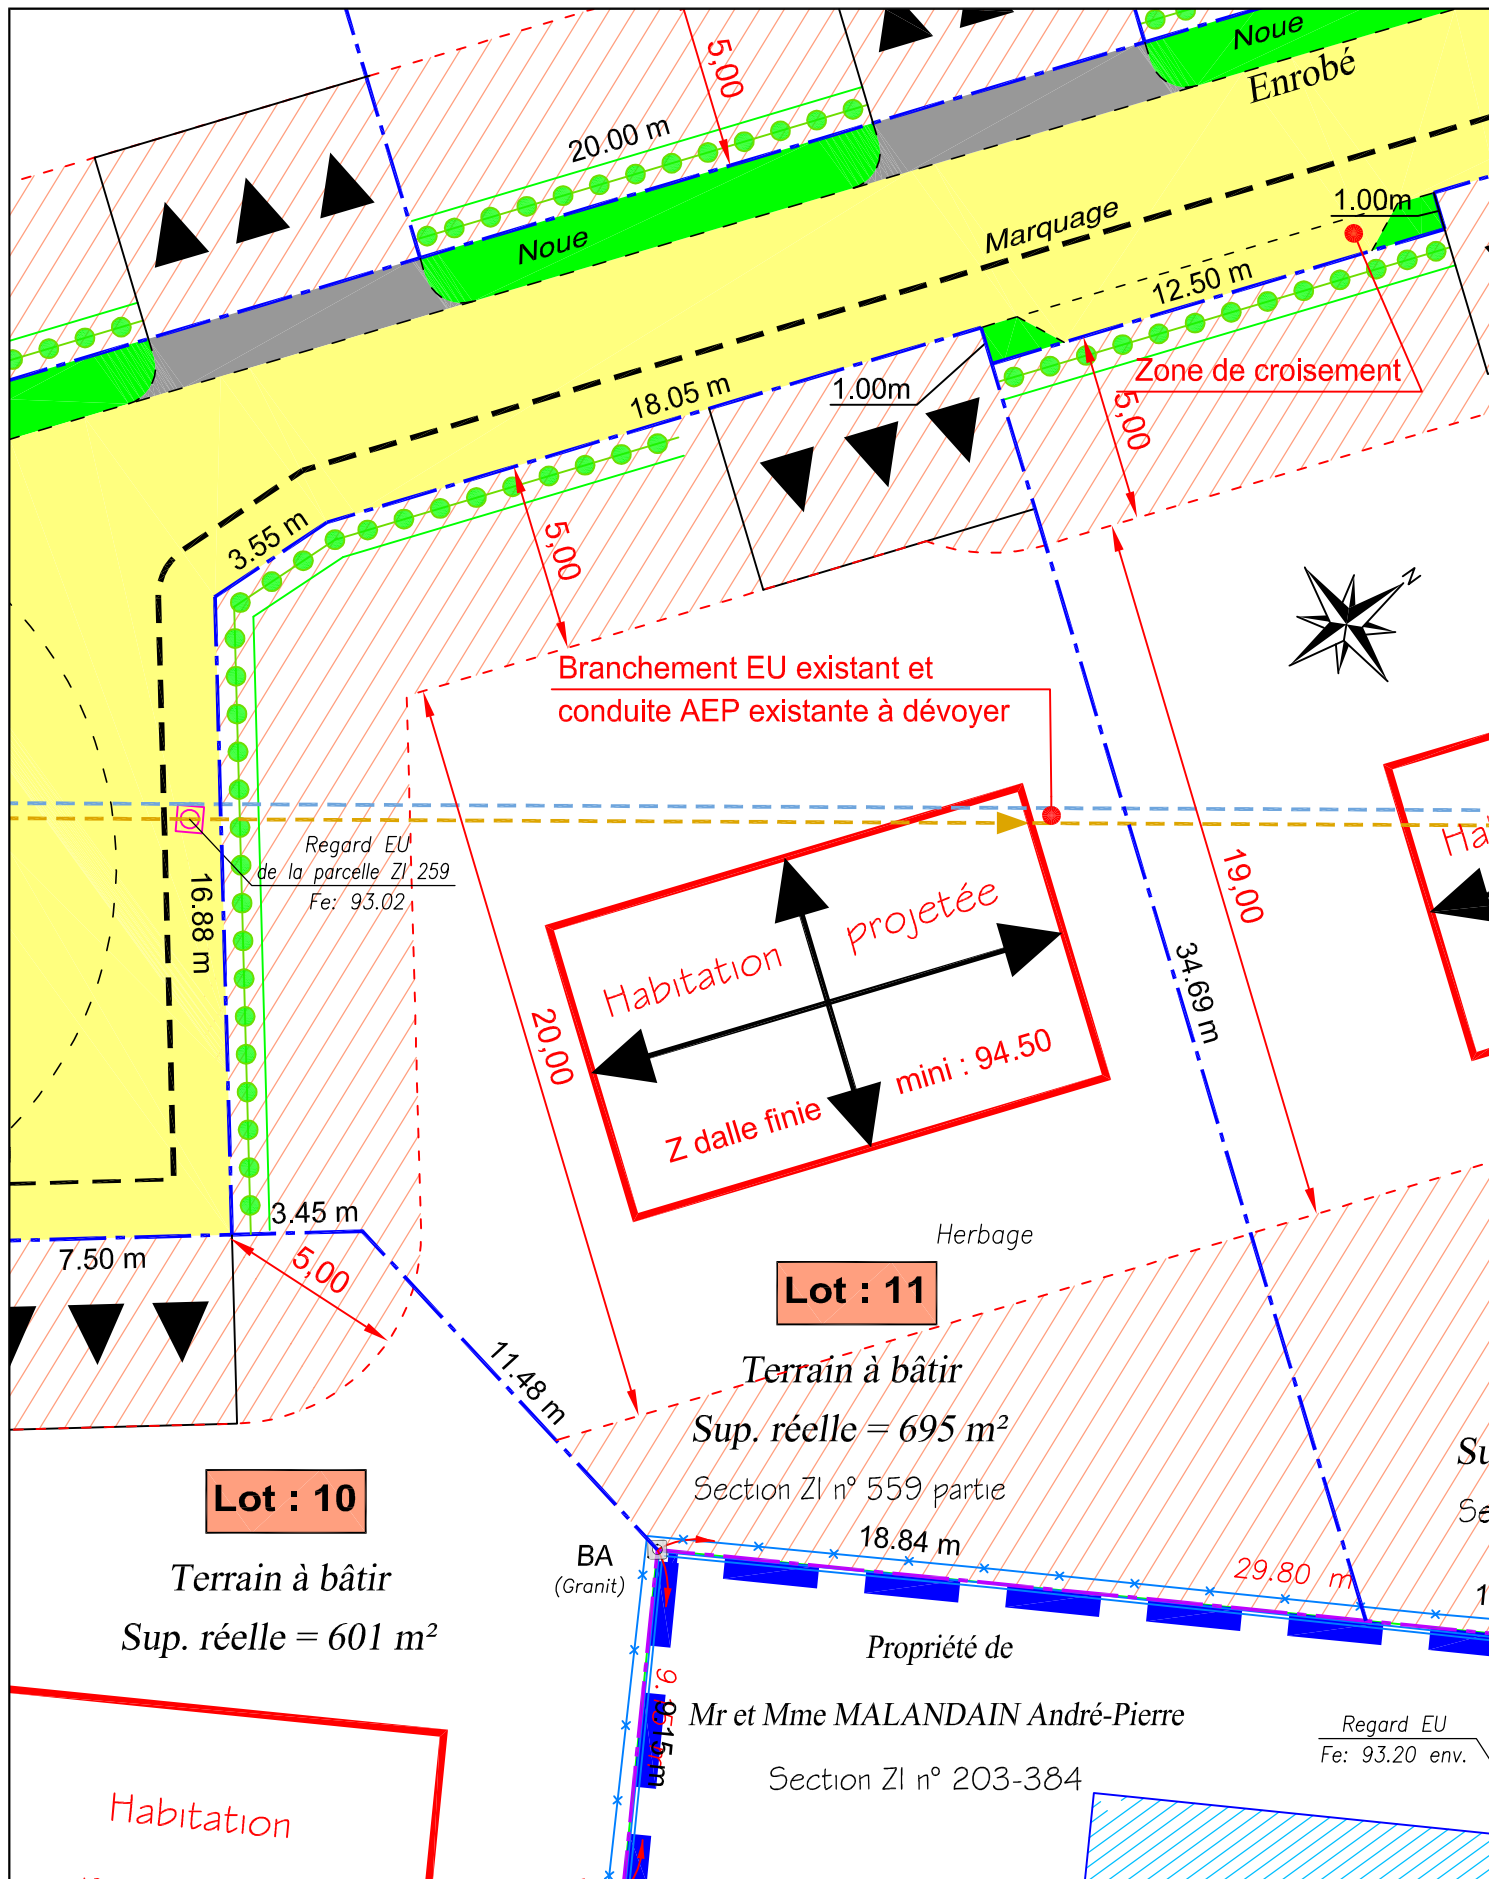 Noue
Enrobé
5,00
20.00 m
Noue
Marquage
1.00m
12.50 m
Zone de croisement
5,00
1.00m
18.05 m
3.55 m
5,00
N
Branchement EU existant et
conduite AEP existante à dévoyer
Regard EU
de la parcelle ZI 259
Fe: 93.02
16.88 m
Habitation projetée
Z dalle finie mini : 94.50
20,00
19,00
34.69 m
3.45 m
7.50 m
5,00
Herbage
Lot : 11
Terrain à bâtir
Sup. réelle = 695 m²
Section ZI n° 559 partie
11.48 m
Lot : 10
Terrain à bâtir
Sup. réelle = 601 m²
BA
(Granit)
18.84 m
29.80 m
9.15 m
Propriété de
Mr et Mme MALANDAIN André-Pierre
Section ZI n° 203-384
Regard EU
Fe: 93.20 env.
Habitation